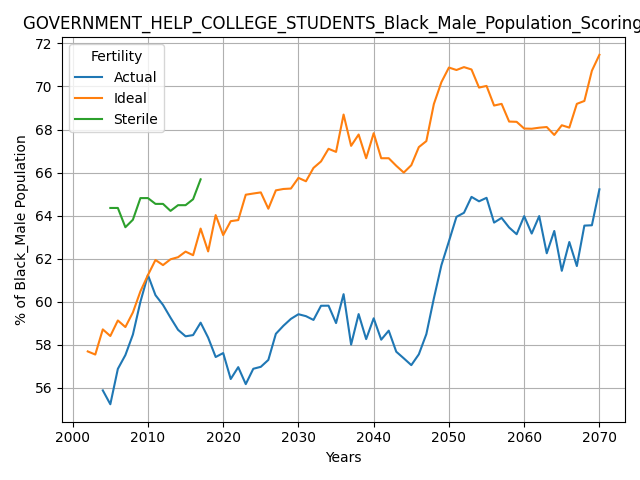 GOVERNMENT_HELP_COLLEGE_STUDENTS_Black_Male_Population_Scoring
Fertility
Actual
Ideal
Sterile
% of Black_Male Population
72
70
68
66
64
62
60
58
56
2000 2010 2020 2030 2040 2050 2060 2070
Years